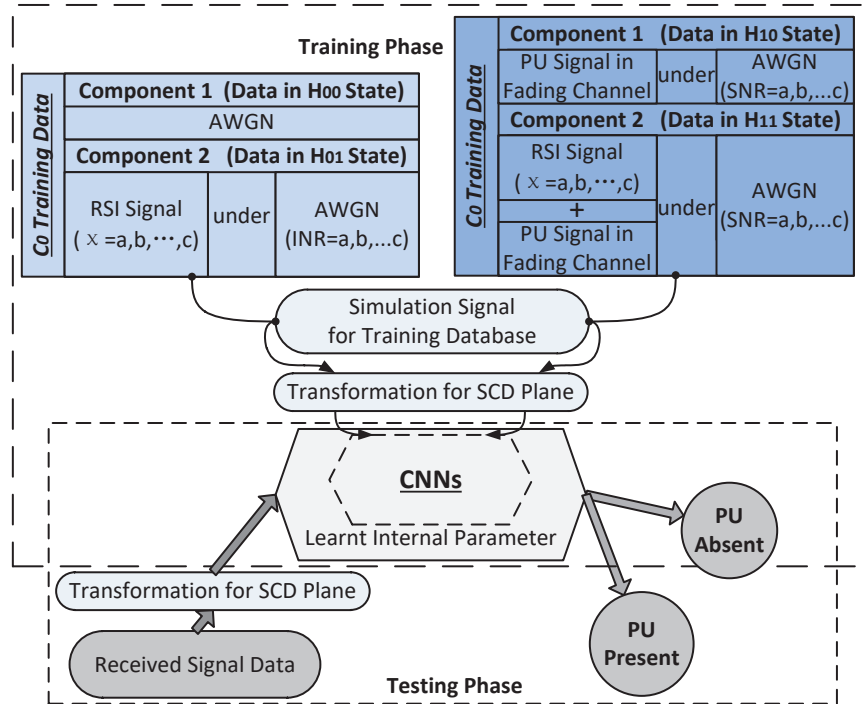 Training Phase
C0 Training Data
Component 1 (Data in H00 State)
AWGN
Component 2 (Data in H01 State)
RSI Signal
( χ =a,b,⋯,c)
under
AWGN
(INR=a,b,...c)
C0 Training Data
Component 1 (Data in H10 State)
PU Signal in
Fading Channel
under
AWGN
(SNR=a,b,...c)
Component 2 (Data in H11 State)
RSI Signal
( χ =a,b,⋯,c)
+
PU Signal in
Fading Channel
under
AWGN
(SNR=a,b,...c)
Simulation Signal
for Training Database
Transformation for SCD Plane
CNNs
Learnt Internal Parameter
PU
Absent
Transformation for SCD Plane
PU
Present
Received Signal Data
Testing Phase